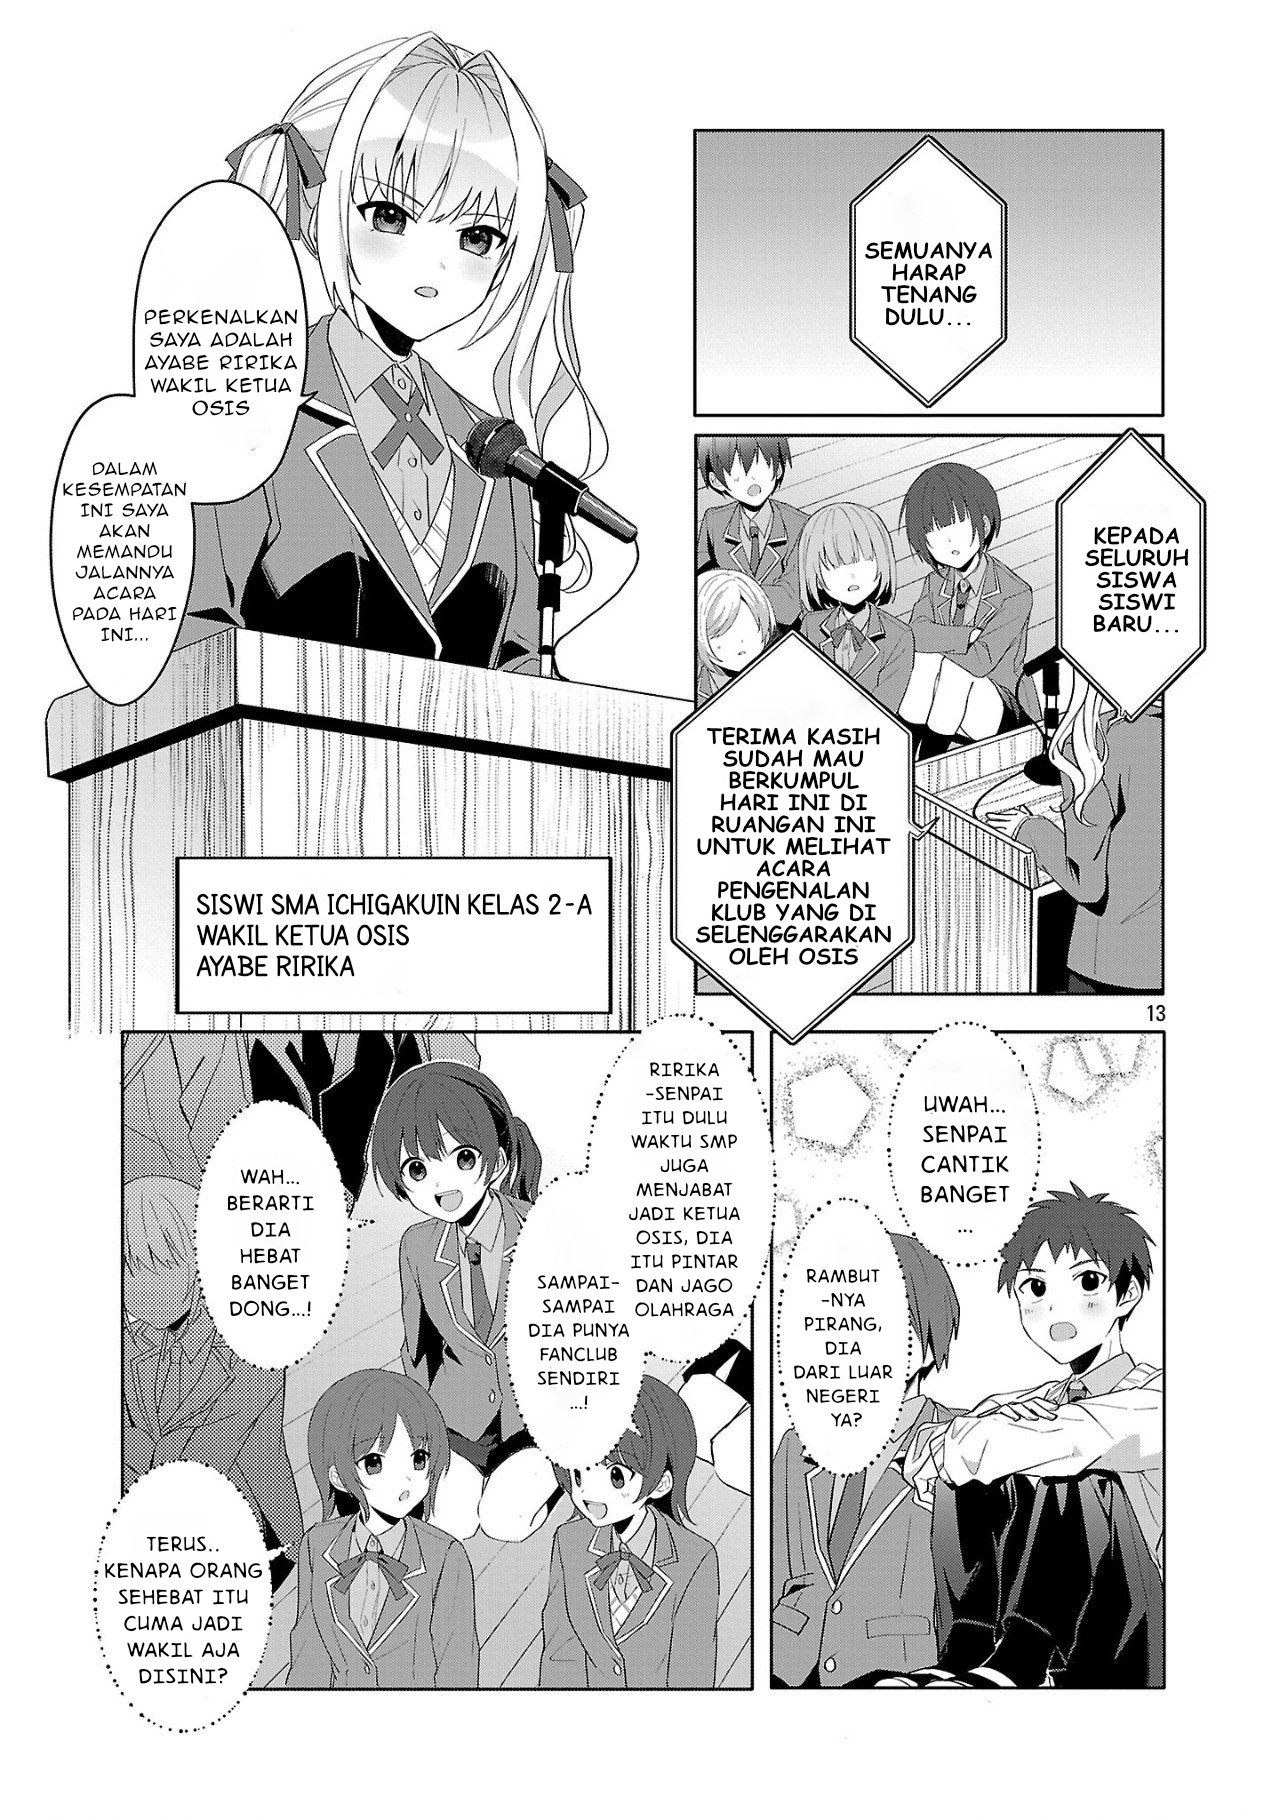 SEMUANYA
HARAP
TENANG
DULU...
KEPADA
SELURUH
SISWA
SISWI
BARU...
TERIMA KASIH
SUDAH MAU
BERKUMPUL
HARI INI DI
RUANGAN INI
UNTUK MELIHAT
ACARA
PENGENALAN
KLUB YANG DI
SELENGGARAKAN
OLEH OSIS
PERKENALKAN
SAYA ADALAH
AYABE RIRIKA
WAKIL KETUA
OSIS
DALAM
KESEMPATAN
INI SAYA
AKAN
MEMANDU
JALANNYA
ACARA
PADA HARI
INI...
SISWI SMA ICHIGAKUIN KELAS 2-A
WAKIL KETUA OSIS
AYABE RIRIKA
13
UWAH...
SENPAI
CANTIK
BANGET
...
RAMBUT
-NYA
PIRANG,
DIA
DARI LUAR
NEGERI
YA?
RIRIKA
-SENPAI
ITU DULU
WAKTU SMP
JUGA
MENJABAT
JADI KETUA
OSIS, DIA
ITU PINTAR
DAN JAGO
OLAHRAGA
SAMPAI-
SAMPAI
DIA PUNYA
FANCLUB
SENDIRI
...!
WAH...
BERARTI
DIA
HEBAT
BANGET
DONG...!
TERUS..
KENAPA ORANG
SEHEBAT ITU
CUMA JADI
WAKIL AJA
DISINI?